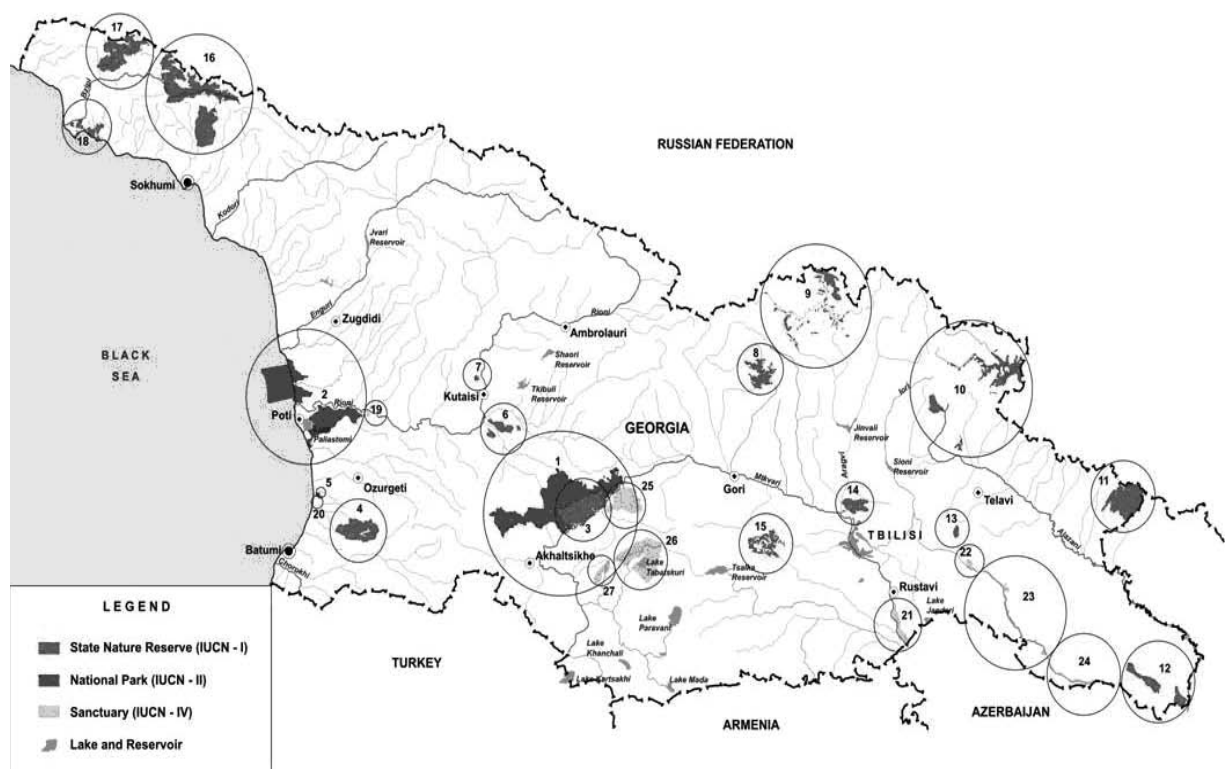 17
16
Bzipi
18
RUSSIAN FEDERATION
Sokhumi
Kodori
Jvari
Reservoir
9
Enguri
Zugdidi
Rioni
Ambrolauri
BLACK
SEA
Shaori
Reservoir
8
7
Tkibuli
Reservoir
Kutaisi
2
Rioni
19
Iori
10
Poti
Paliastomi
6
GEORGIA
Jinvali
Reservoir
Aragvi
Sioni
Reservoir
1
Mtkvari
5
Ozurgeti
25
Gori
Telavi
11
20
4
3
14
13
Alazani
15
TBILISI
Batumi
Chorokhi
Akhaltsikhe
26
Lake
Tabatskuri
Tsalka
Reservoir
22
27
Rustavi
Lake
Jandari
23
21
Lake
Paravani
Lake
Khanchali
24
12
TURKEY
Lake Kartsakhi
Lake Mada
ARMENIA
AZERBAIJAN
LEGEND
State Nature Reserve (IUCN - I)
National Park (IUCN - II)
Sanctuary (IUCN - IV)
Lake and Reservoir